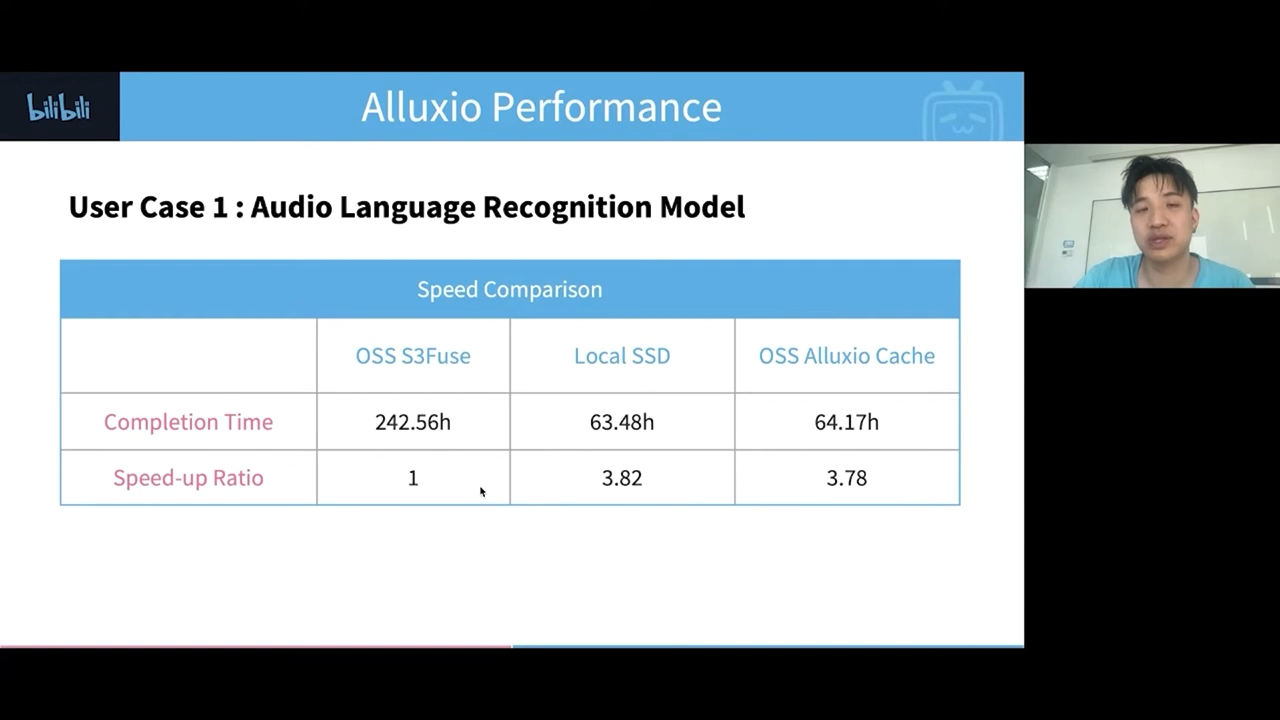 bilibili
Alluxio Performance
User Case 1 : Audio Language Recognition Model
Speed Comparison
OSS S3Fuse Local SSD OSS Alluxio Cache
Completion Time 242.56h 63.48h 64.17h
Speed-up Ratio 1 3.82 3.78